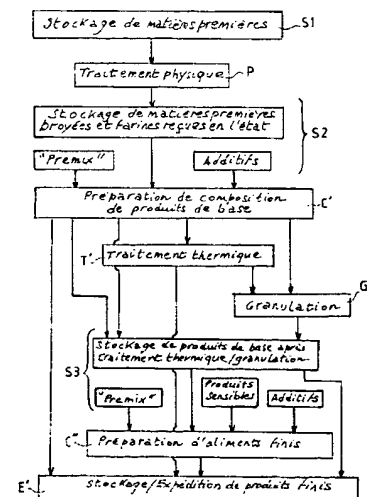 Stockage de matières premières
S1
Traitement physique
P
Stockage de matières premières
broyées et farines reçues en l'état
S2
"Premix"
Additifs
Préparation de composition
de produits de base
C'
T'
Traitement thermique
G
Granulation
Stockage de produits de base après
traitement thermique/granulation
S3
"Premix"
Produits
Sensibles
Additifs
C"
Préparation d'aliments finis
E'
Stockage/Expédition de produits finis